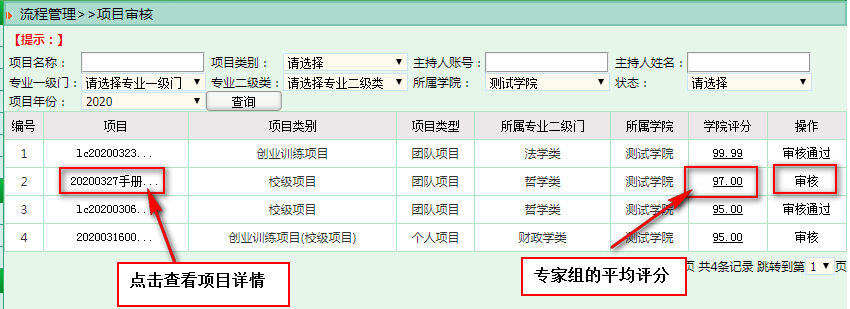 流程管理>>项目审核
【提示：】
项目名称： 项目类别： 请选择 主持人账号： 主持人姓名：
专业一级门： 请选择专业一级门 专业二级类： 请选择专业二级类 所属学院： 测试学院 状态： 请选择
项目年份： 2020 查询
编号 项目 项目类别 项目类型 所属专业二级门 所属学院 学院评分 操作
1 lc20200323... 创业训练项目 团队项目 法学类 测试学院 99.99 审核通过
2 20200327手册... 校级项目 团队项目 哲学类 测试学院 97.00 审核
3 lc20200306... 校级项目 团队项目 哲学类 测试学院 95.00 审核通过
4 2020031600... 创业训练项目(校级项目) 个人项目 财政学类 测试学院 95.00 审核
页 共4条记录 跳转到第 1 页
点击查看项目详情
专家组的平均评分